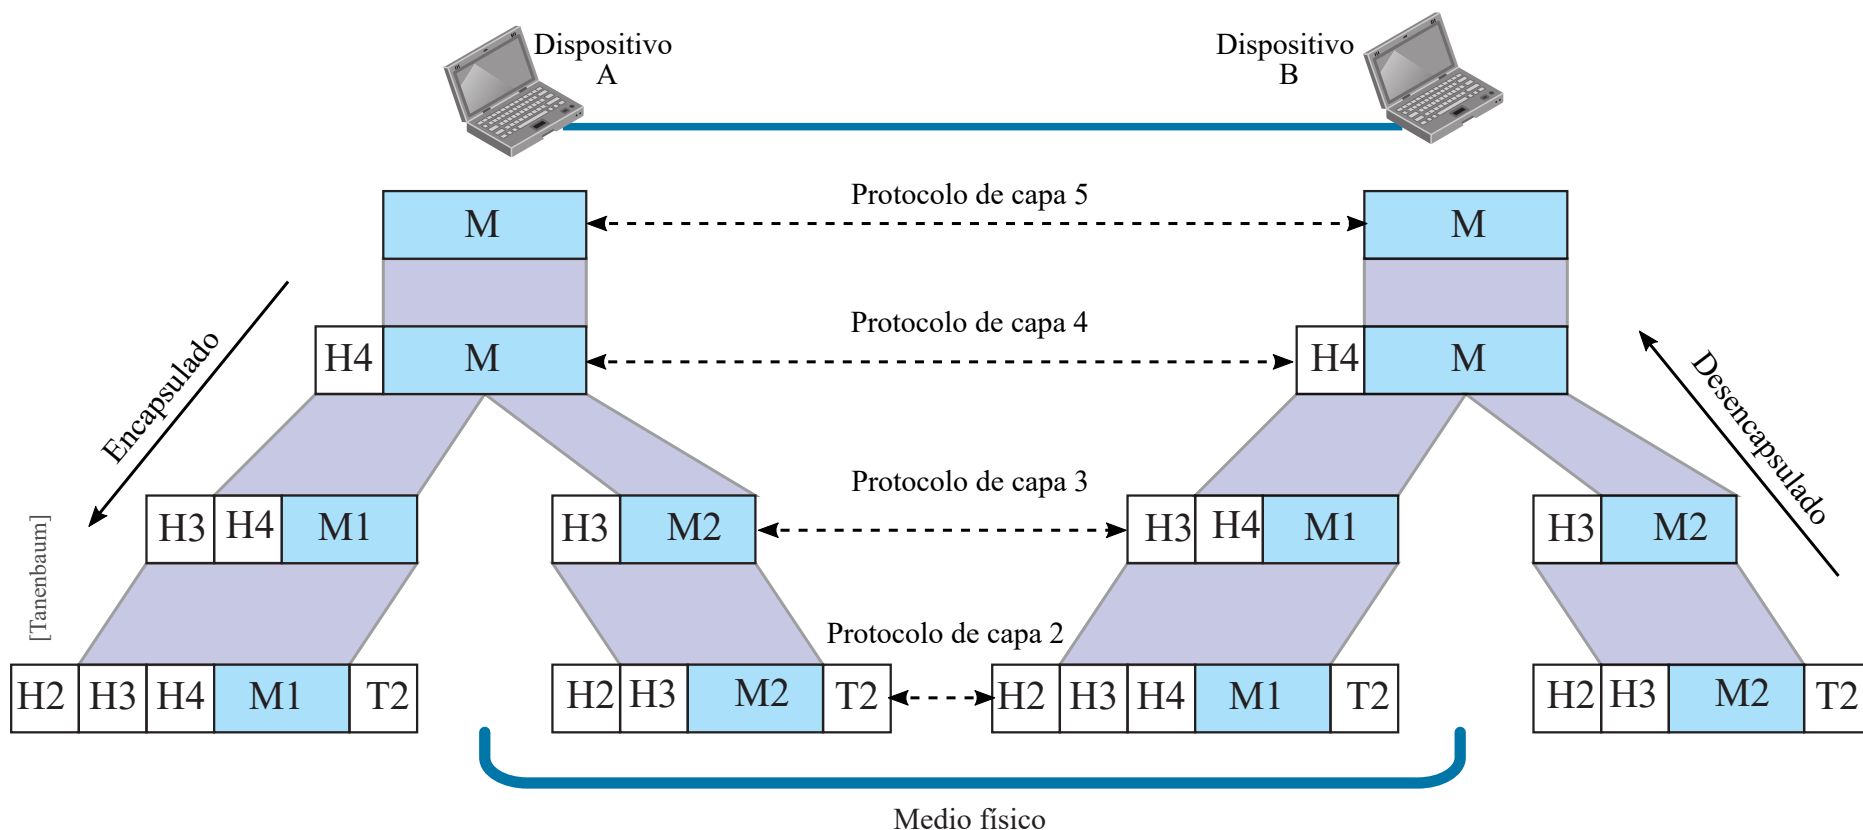 Dispositivo
A
Dispositivo
B
Protocolo de capa 5
M
M
Protocolo de capa 4
H4 M
H4 M
Encapsulado
Desencapsulado
Protocolo de capa 3
H3 H4 M1
H3 M2
H3 H4 M1
H3 M2
[Tanenbaum]
Protocolo de capa 2
H2 H3 H4 M1 T2
H2 H3 M2 T2
H2 H3 H4 M1 T2
H2 H3 M2 T2
Medio físico